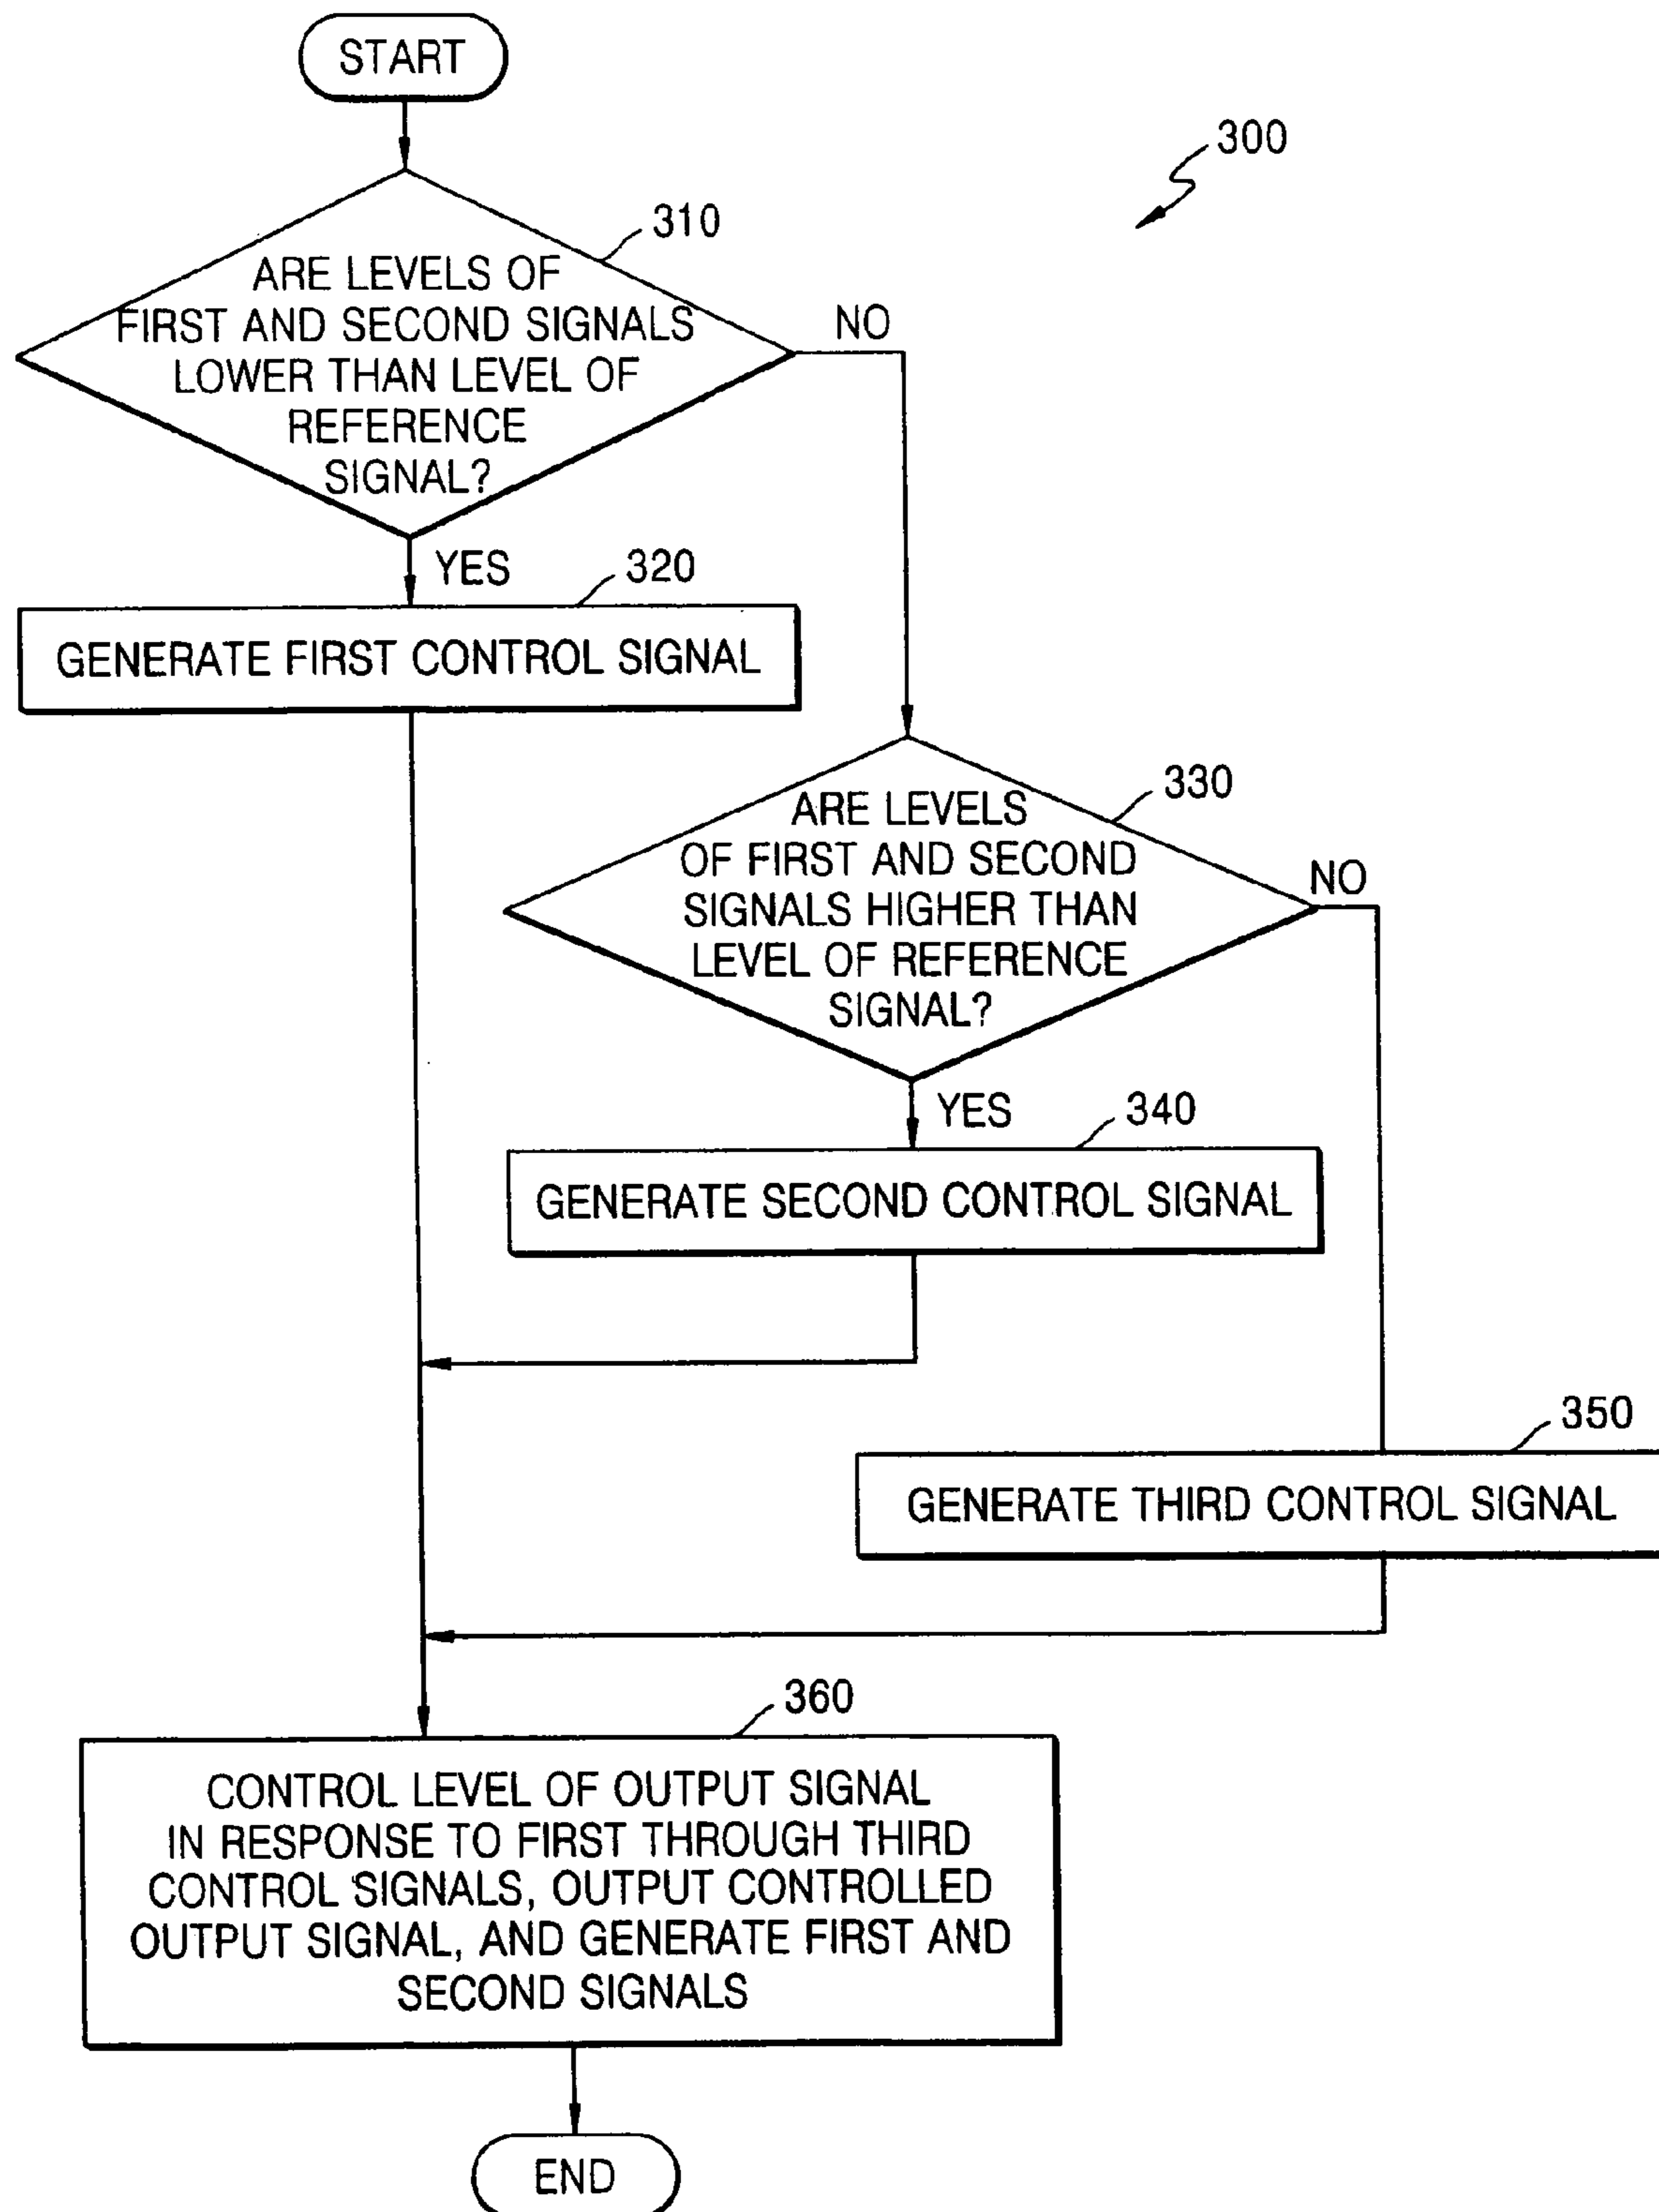 START
300
310
ARE LEVELS OF
FIRST AND SECOND SIGNALS
LOWER THAN LEVEL OF
REFERENCE
SIGNAL?
NO
YES
320
GENERATE FIRST CONTROL SIGNAL
330
ARE LEVELS
OF FIRST AND SECOND
SIGNALS HIGHER THAN
LEVEL OF REFERENCE
SIGNAL?
NO
YES
340
GENERATE SECOND CONTROL SIGNAL
350
GENERATE THIRD CONTROL SIGNAL
360
CONTROL LEVEL OF OUTPUT SIGNAL
IN RESPONSE TO FIRST THROUGH THIRD
CONTROL SIGNALS, OUTPUT CONTROLLED
OUTPUT SIGNAL, AND GENERATE FIRST AND
SECOND SIGNALS
END